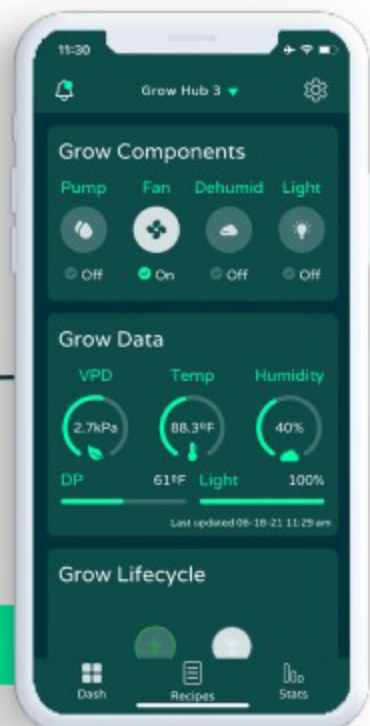 11:30
Grow Hub 3
Grow Components
Pump Fan Dehumid Light
Off On Off Off
Grow Data
VPD Temp Humidity
2.7kPa 88.3ºF 40%
DP 61ºF Light 100%
Last updated 06-18-21 11:29 am
Grow Lifecycle
Dash Recipes Stats